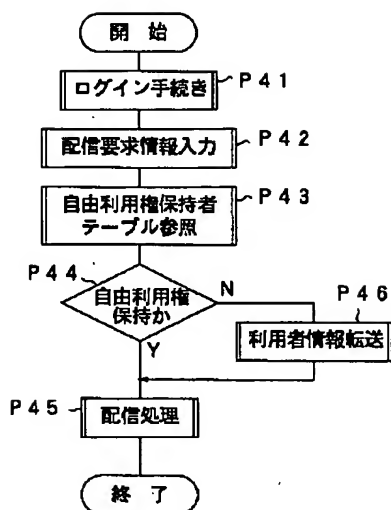 開 始
ログイン手続き
P41
配信要求情報入力
P42
自由利用権保持者
テーブル参照
P43
P44
自由利用権
保持か
N
Y
P46
利用者情報転送
P45
配信処理
終 了